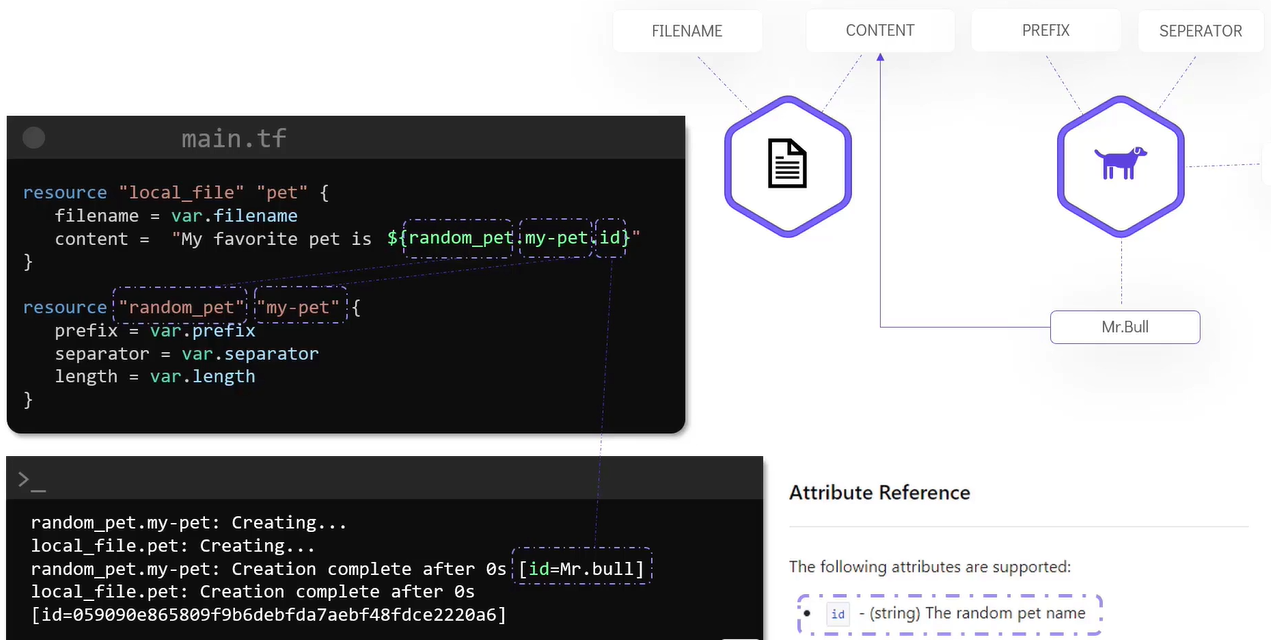 FILENAME
CONTENT
PREFIX
SEPERATOR
main.tf
resource "local_file" "pet" {
filename = var.filename
content = "My favorite pet is ${random_pet.my-pet.id}"
}
resource "random_pet" "my-pet" {
prefix = var.prefix
separator = var.separator
length = var.length
}
Mr.Bull
>_
random_pet.my-pet: Creating...
local_file.pet: Creating...
random_pet.my-pet: Creation complete after 0s [id=Mr.bull]
local_file.pet: Creation complete after 0s
[id=059090e865809f9b6debfda7aebf48fdce2220a6]
Attribute Reference
The following attributes are supported:
• id - (string) The random pet name